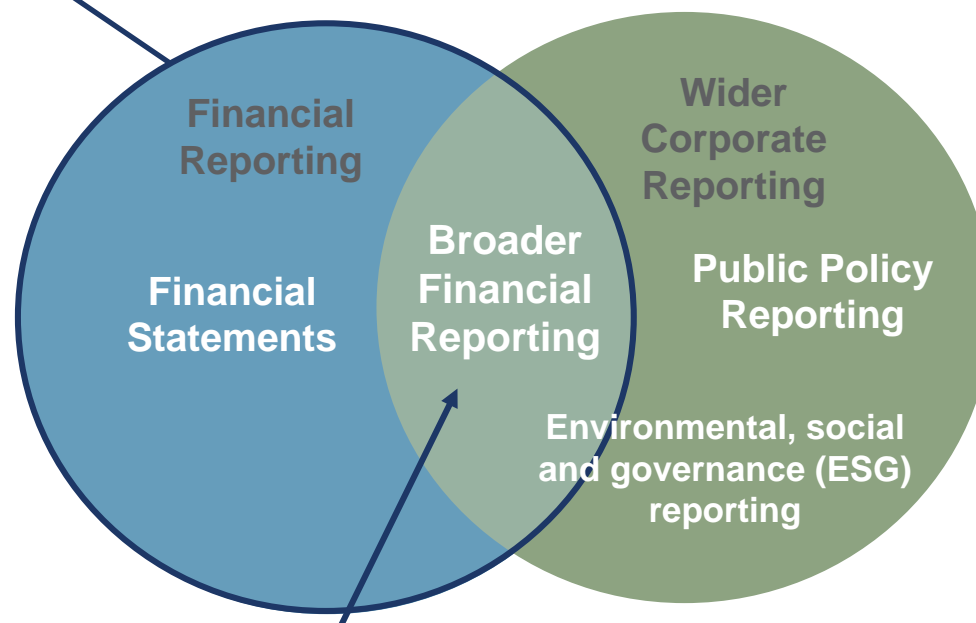 Financial
Reporting
Wider
Corporate
Reporting
Financial
Statements
Broader
Financial
Reporting
Public Policy
Reporting
Environmental, social
and governance (ESG)
reporting